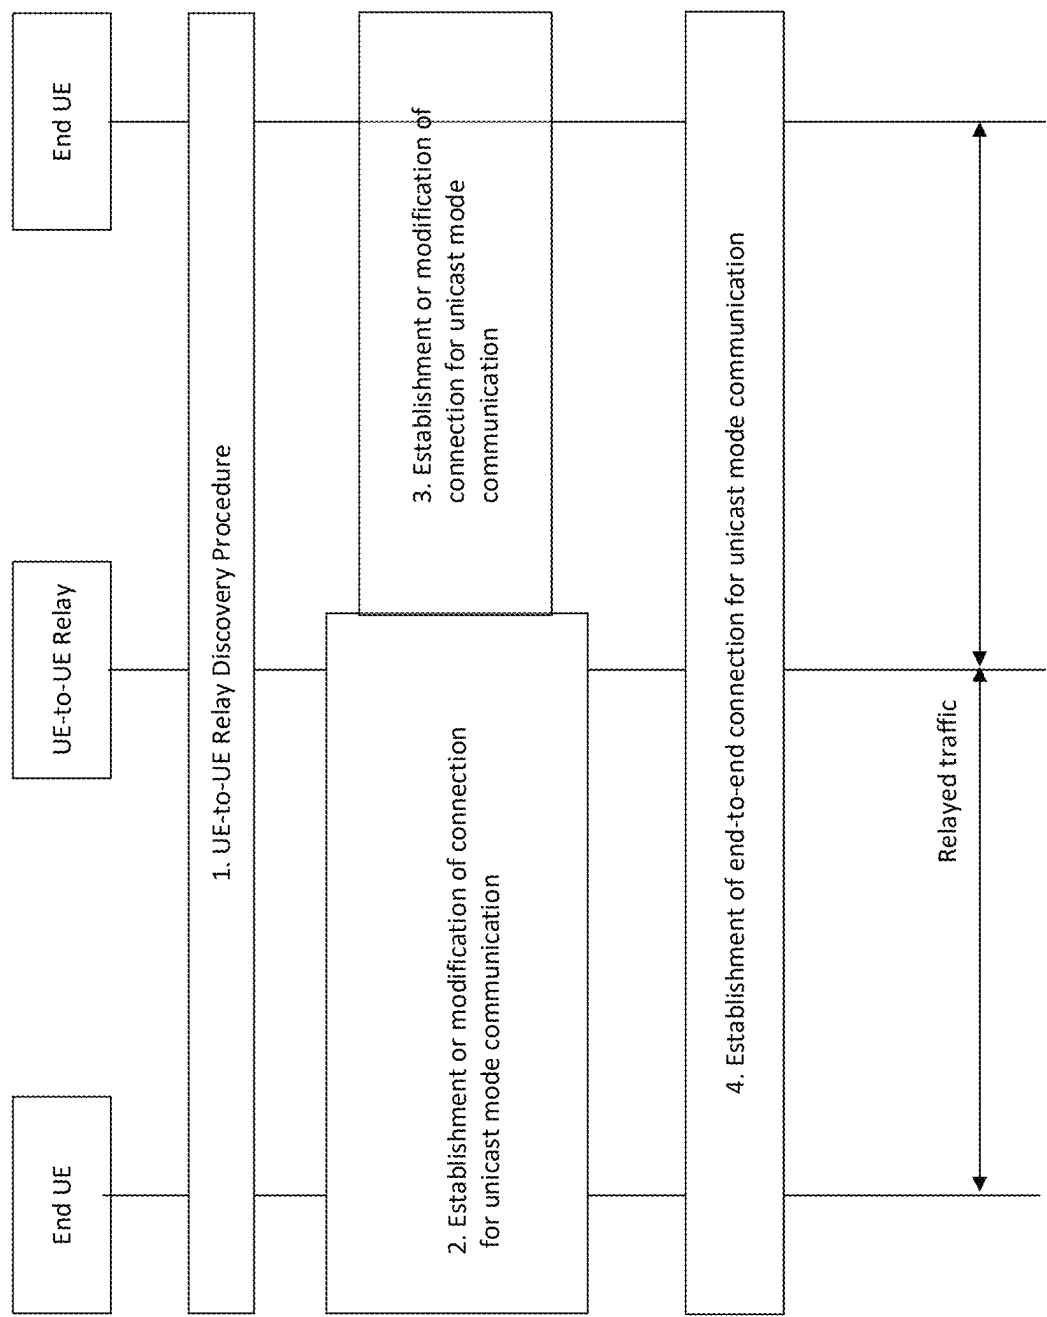 End UE
UE-to-UE Relay
End UE
1. UE-to-UE Relay Discovery Procedure
2. Establishment or modification of connection
for unicast mode communication
3. Establishment or modification of
connection for unicast mode
communication
4. Establishment of end-to-end connection for unicast mode communication
Relayed traffic